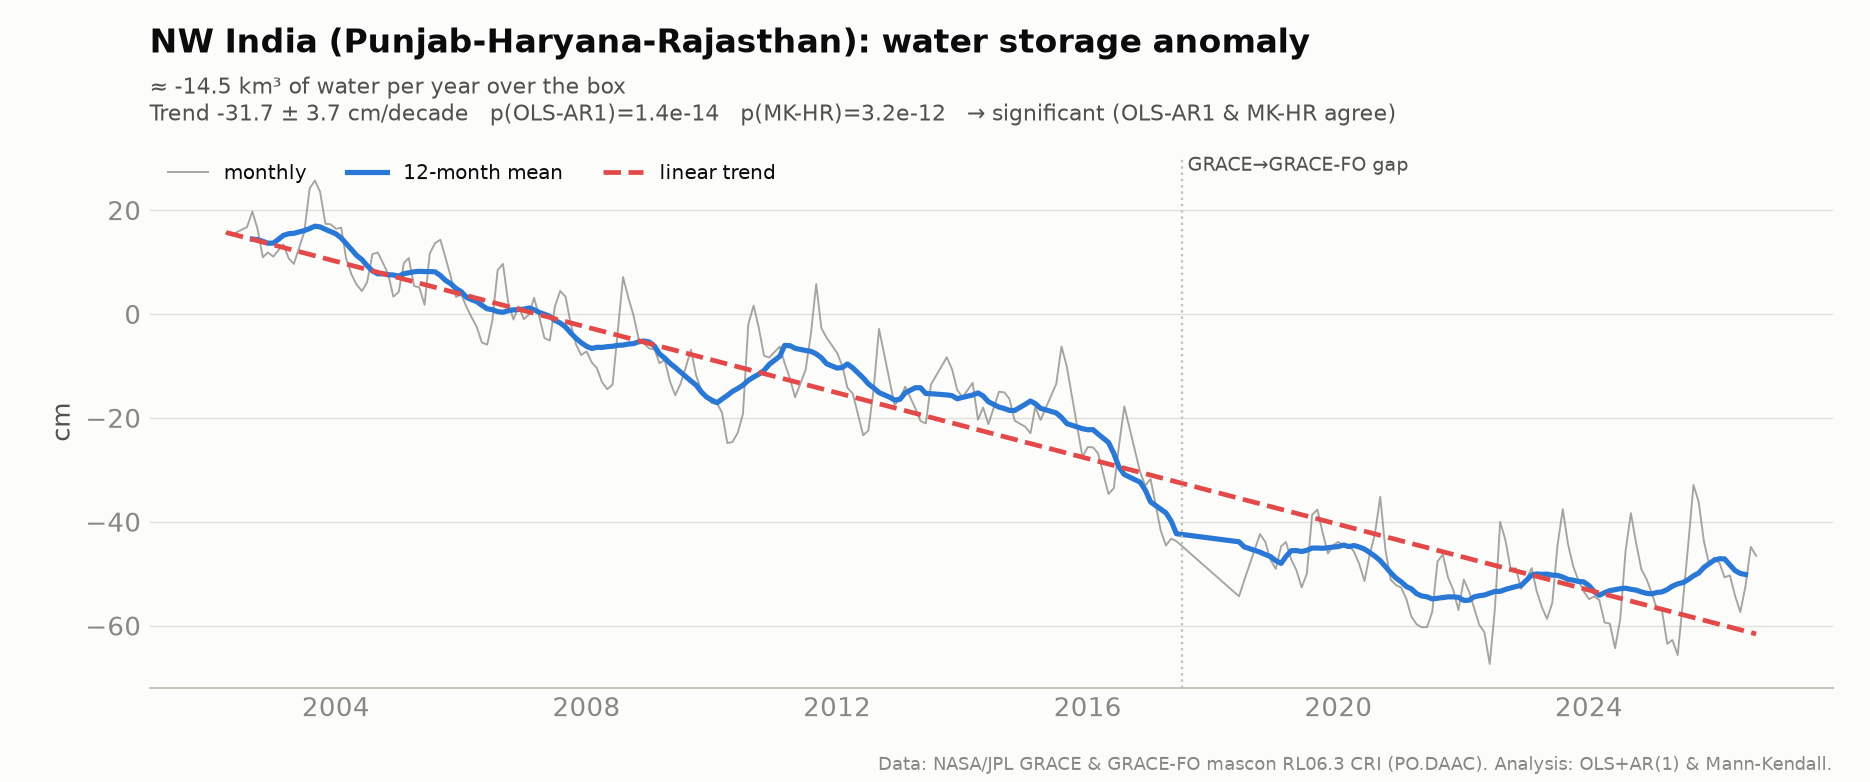 NW India (Punjab-Haryana-Rajasthan): water storage anomaly
≈ -14.5 km³ of water per year over the box
Trend -31.7 ± 3.7 cm/decade p(OLS-AR1)=1.4e-14 p(MK-HR)=3.2e-12 → significant (OLS-AR1 & MK-HR agree)
monthly 12-month mean linear trend
GRACE→GRACE-FO gap
20
0
−20
−40
−60
cm
2004 2008 2012 2016 2020 2024
Data: NASA/JPL GRACE & GRACE-FO mascon RL06.3 CRI (PO.DAAC). Analysis: OLS+AR(1) & Mann-Kendall.